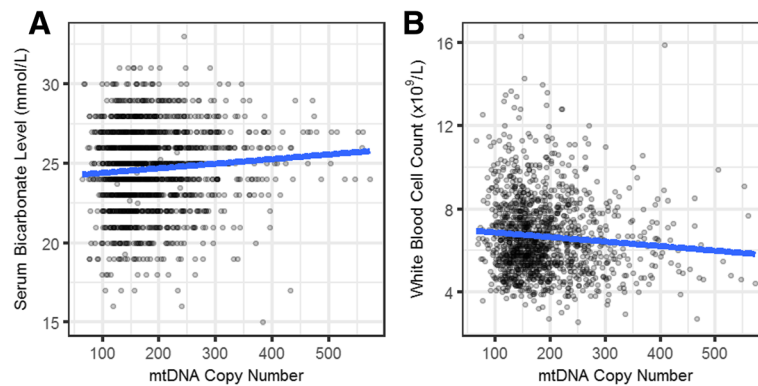 A
B
Serum Bicarbonate Level (mmol/L)
30
25
20
15
100 200 300 400 500
mtDNA Copy Number
White Blood Cell Count (x10⁹/L)
16
12
8
4
100 200 300 400 500
mtDNA Copy Number